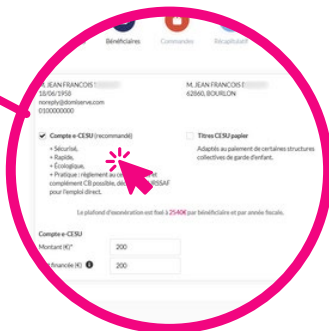 Bénéficiaires
Commandes
Récapitulatif
M. JEAN FRANCOIS
18/06/1958
noreply@domiserve.com
0100000000
M. JEAN FRANCOIS
62860, BOURLON
Compte e-CESU (recommandé)
+ Sécurisé,
+ Rapide,
+ Écologique,
+ Pratique : règlement au
complément CB possible,
pour l'emploi direct.
Titres CESU papier
Adaptés au paiement de certaines structures
collectives de garde d'enfant.
Le plafond d'exonération est fixé à 2540€ par bénéficiaire et par année fiscale.
Compte e-CESU
Montant (€)* 200
financée (€) 200